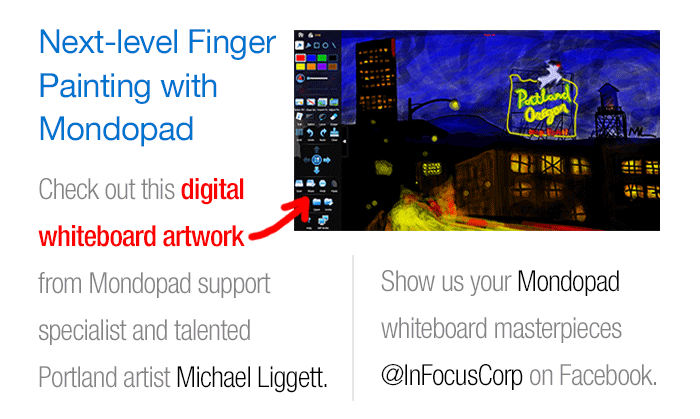 Next-level Finger
Painting with
Mondopad
Check out this digital
whiteboard artwork
from Mondopad support
specialist and talented
Portland artist Michael Liggett.
Portland
Oregon
Show us your Mondopad
whiteboard masterpieces
@InFocusCorp on Facebook.